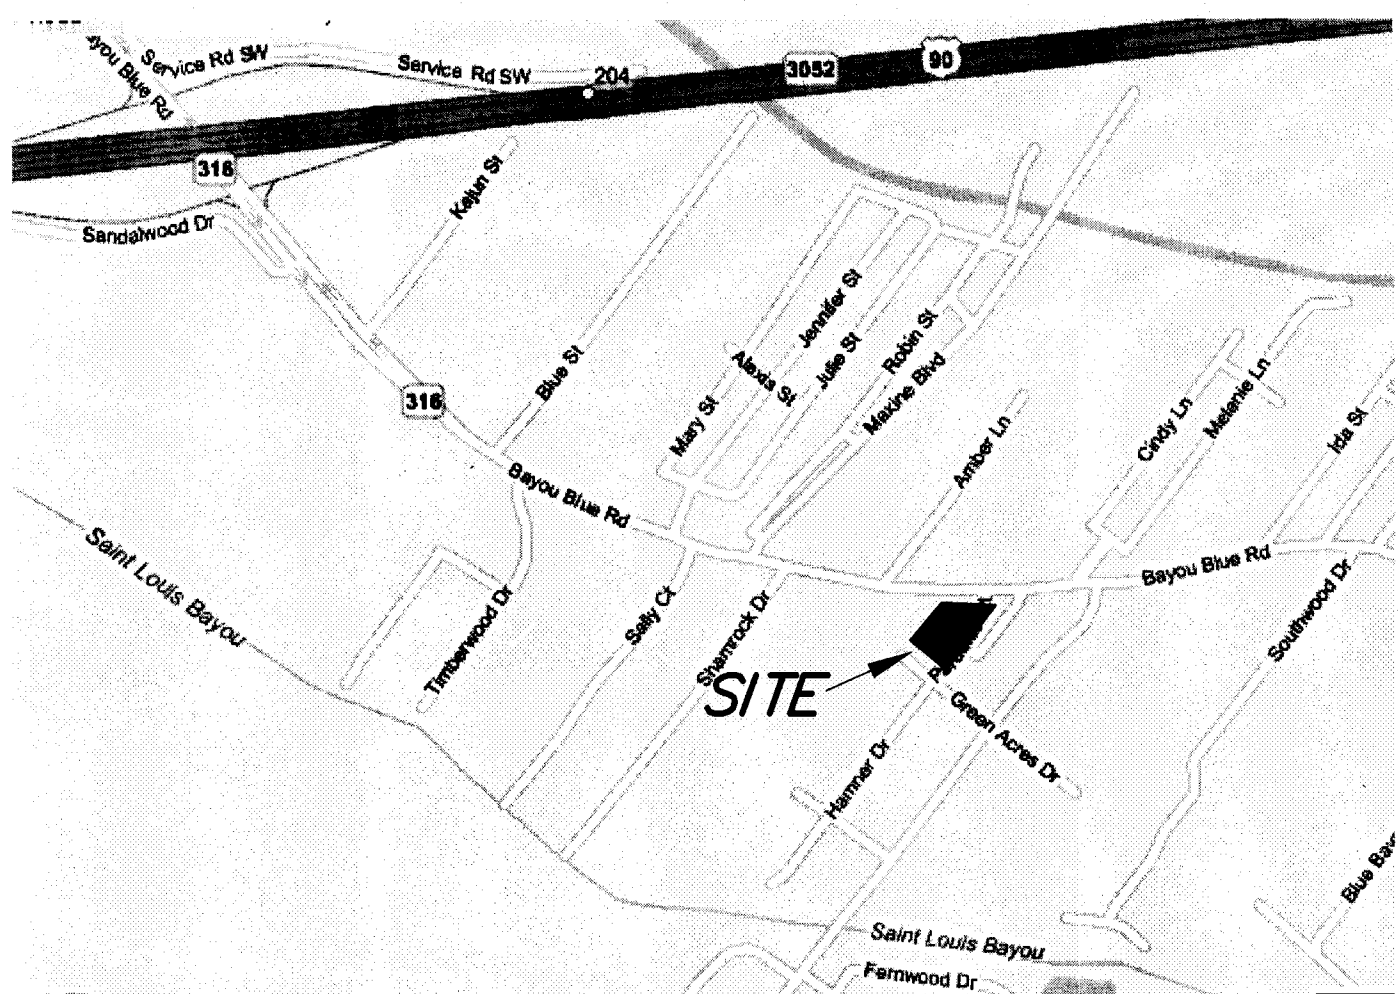 Service Rd SW
Service Rd SW
204
3052
90
Bayou Blue Rd
316
Sandalwood Dr
Kajun St
Jennifer St
Julie St
Robin St
Alexis St
Blue St
Maxine Blvd
Mary St
316
Amber Ln
Cindy Ln
Melanie Ln
Ida St
Bayou Blue Rd
Bayou Blue Rd
Saint Louis Bayou
Timberwood Dr
Sally Ct
Shamrock Dr
Southwood Dr
SITE
Green Acres Dr
Hamner Dr
Blue Bay
Saint Louis Bayou
Fernwood Dr